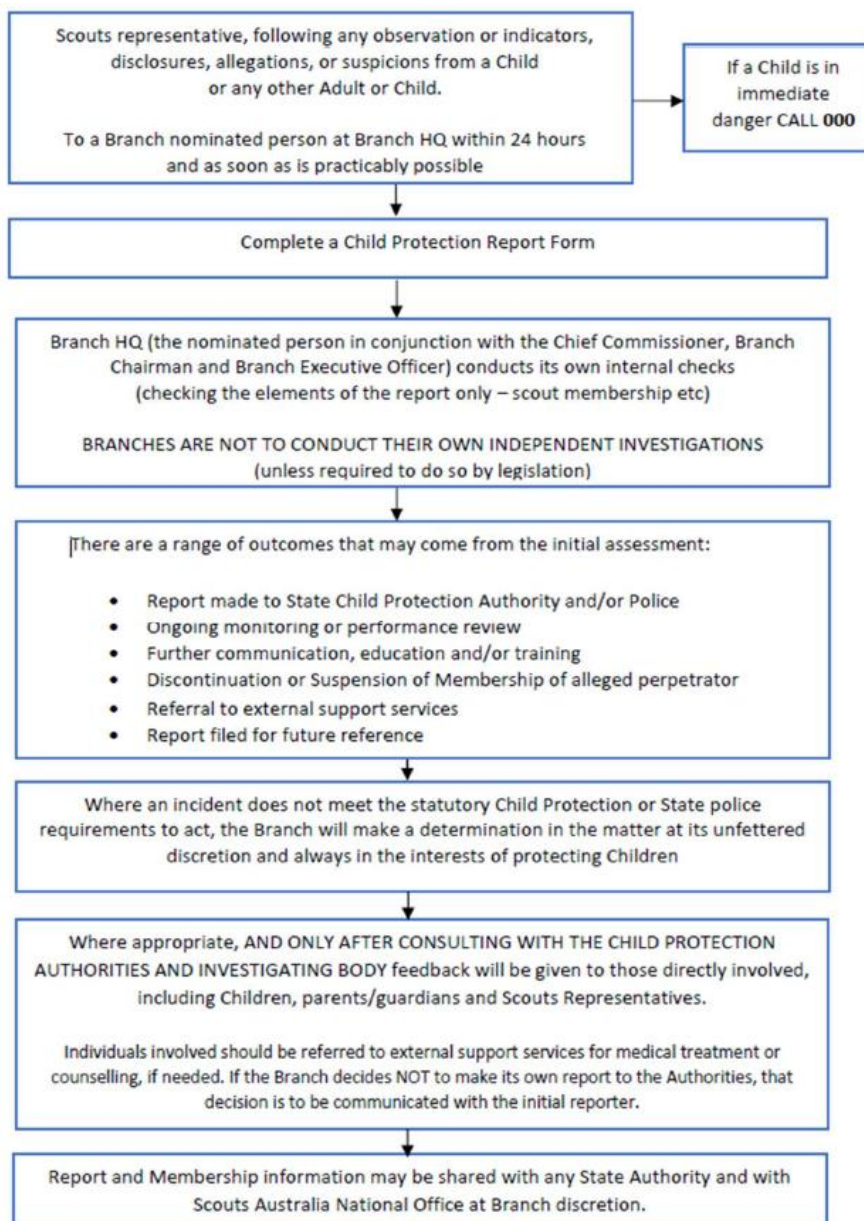 Scouts representative, following any observation or indicators,
disclosures, allegations, or suspicions from a Child
or any other Adult or Child.
To a Branch nominated person at Branch HQ within 24 hours
and as soon as is practicably possible
If a Child is in
immediate
danger CALL 000
Complete a Child Protection Report Form
Branch HQ (the nominated person in conjunction with the Chief Commissioner, Branch
Chairman and Branch Executive Officer) conducts its own internal checks
(checking the elements of the report only – scout membership etc)
BRANCHES ARE NOT TO CONDUCT THEIR OWN INDEPENDENT INVESTIGATIONS
(unless required to do so by legislation)
There are a range of outcomes that may come from the initial assessment:
• Report made to State Child Protection Authority and/or Police
• Ongoing monitoring or performance review
• Further communication, education and/or training
• Discontinuation or Suspension of Membership of alleged perpetrator
• Referral to external support services
• Report filed for future reference
Where an incident does not meet the statutory Child Protection or State police
requirements to act, the Branch will make a determination in the matter at its unfettered
discretion and always in the interests of protecting Children
Where appropriate, AND ONLY AFTER CONSULTING WITH THE CHILD PROTECTION
AUTHORITIES AND INVESTIGATING BODY feedback will be given to those directly involved,
including Children, parents/guardians and Scouts Representatives.
Individuals involved should be referred to external support services for medical treatment or
counselling, if needed. If the Branch decides NOT to make its own report to the Authorities, that
decision is to be communicated with the initial reporter.
Report and Membership information may be shared with any State Authority and with
Scouts Australia National Office at Branch discretion.